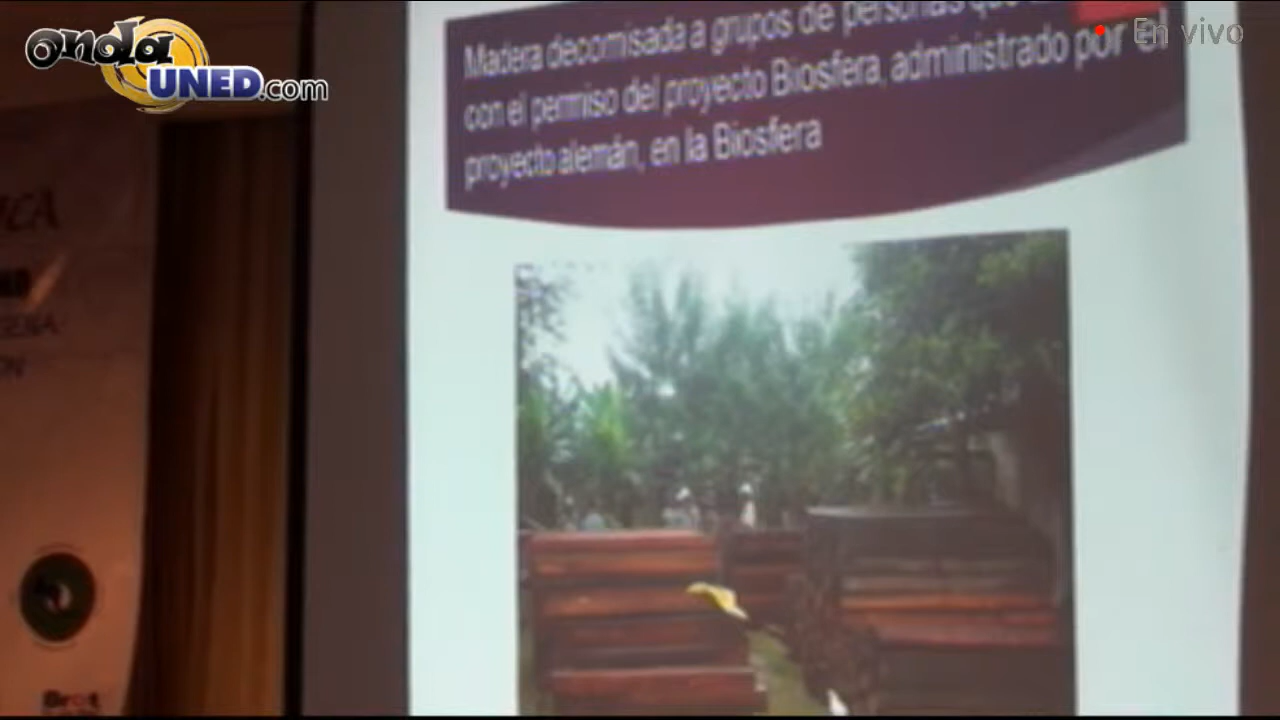 onda
UNED.com
En vivo
Madera decomisada a grupos de personas
con el permiso del proyecto Biosfera, administrado por el
proyecto alemán, en la Biosfera
Brot